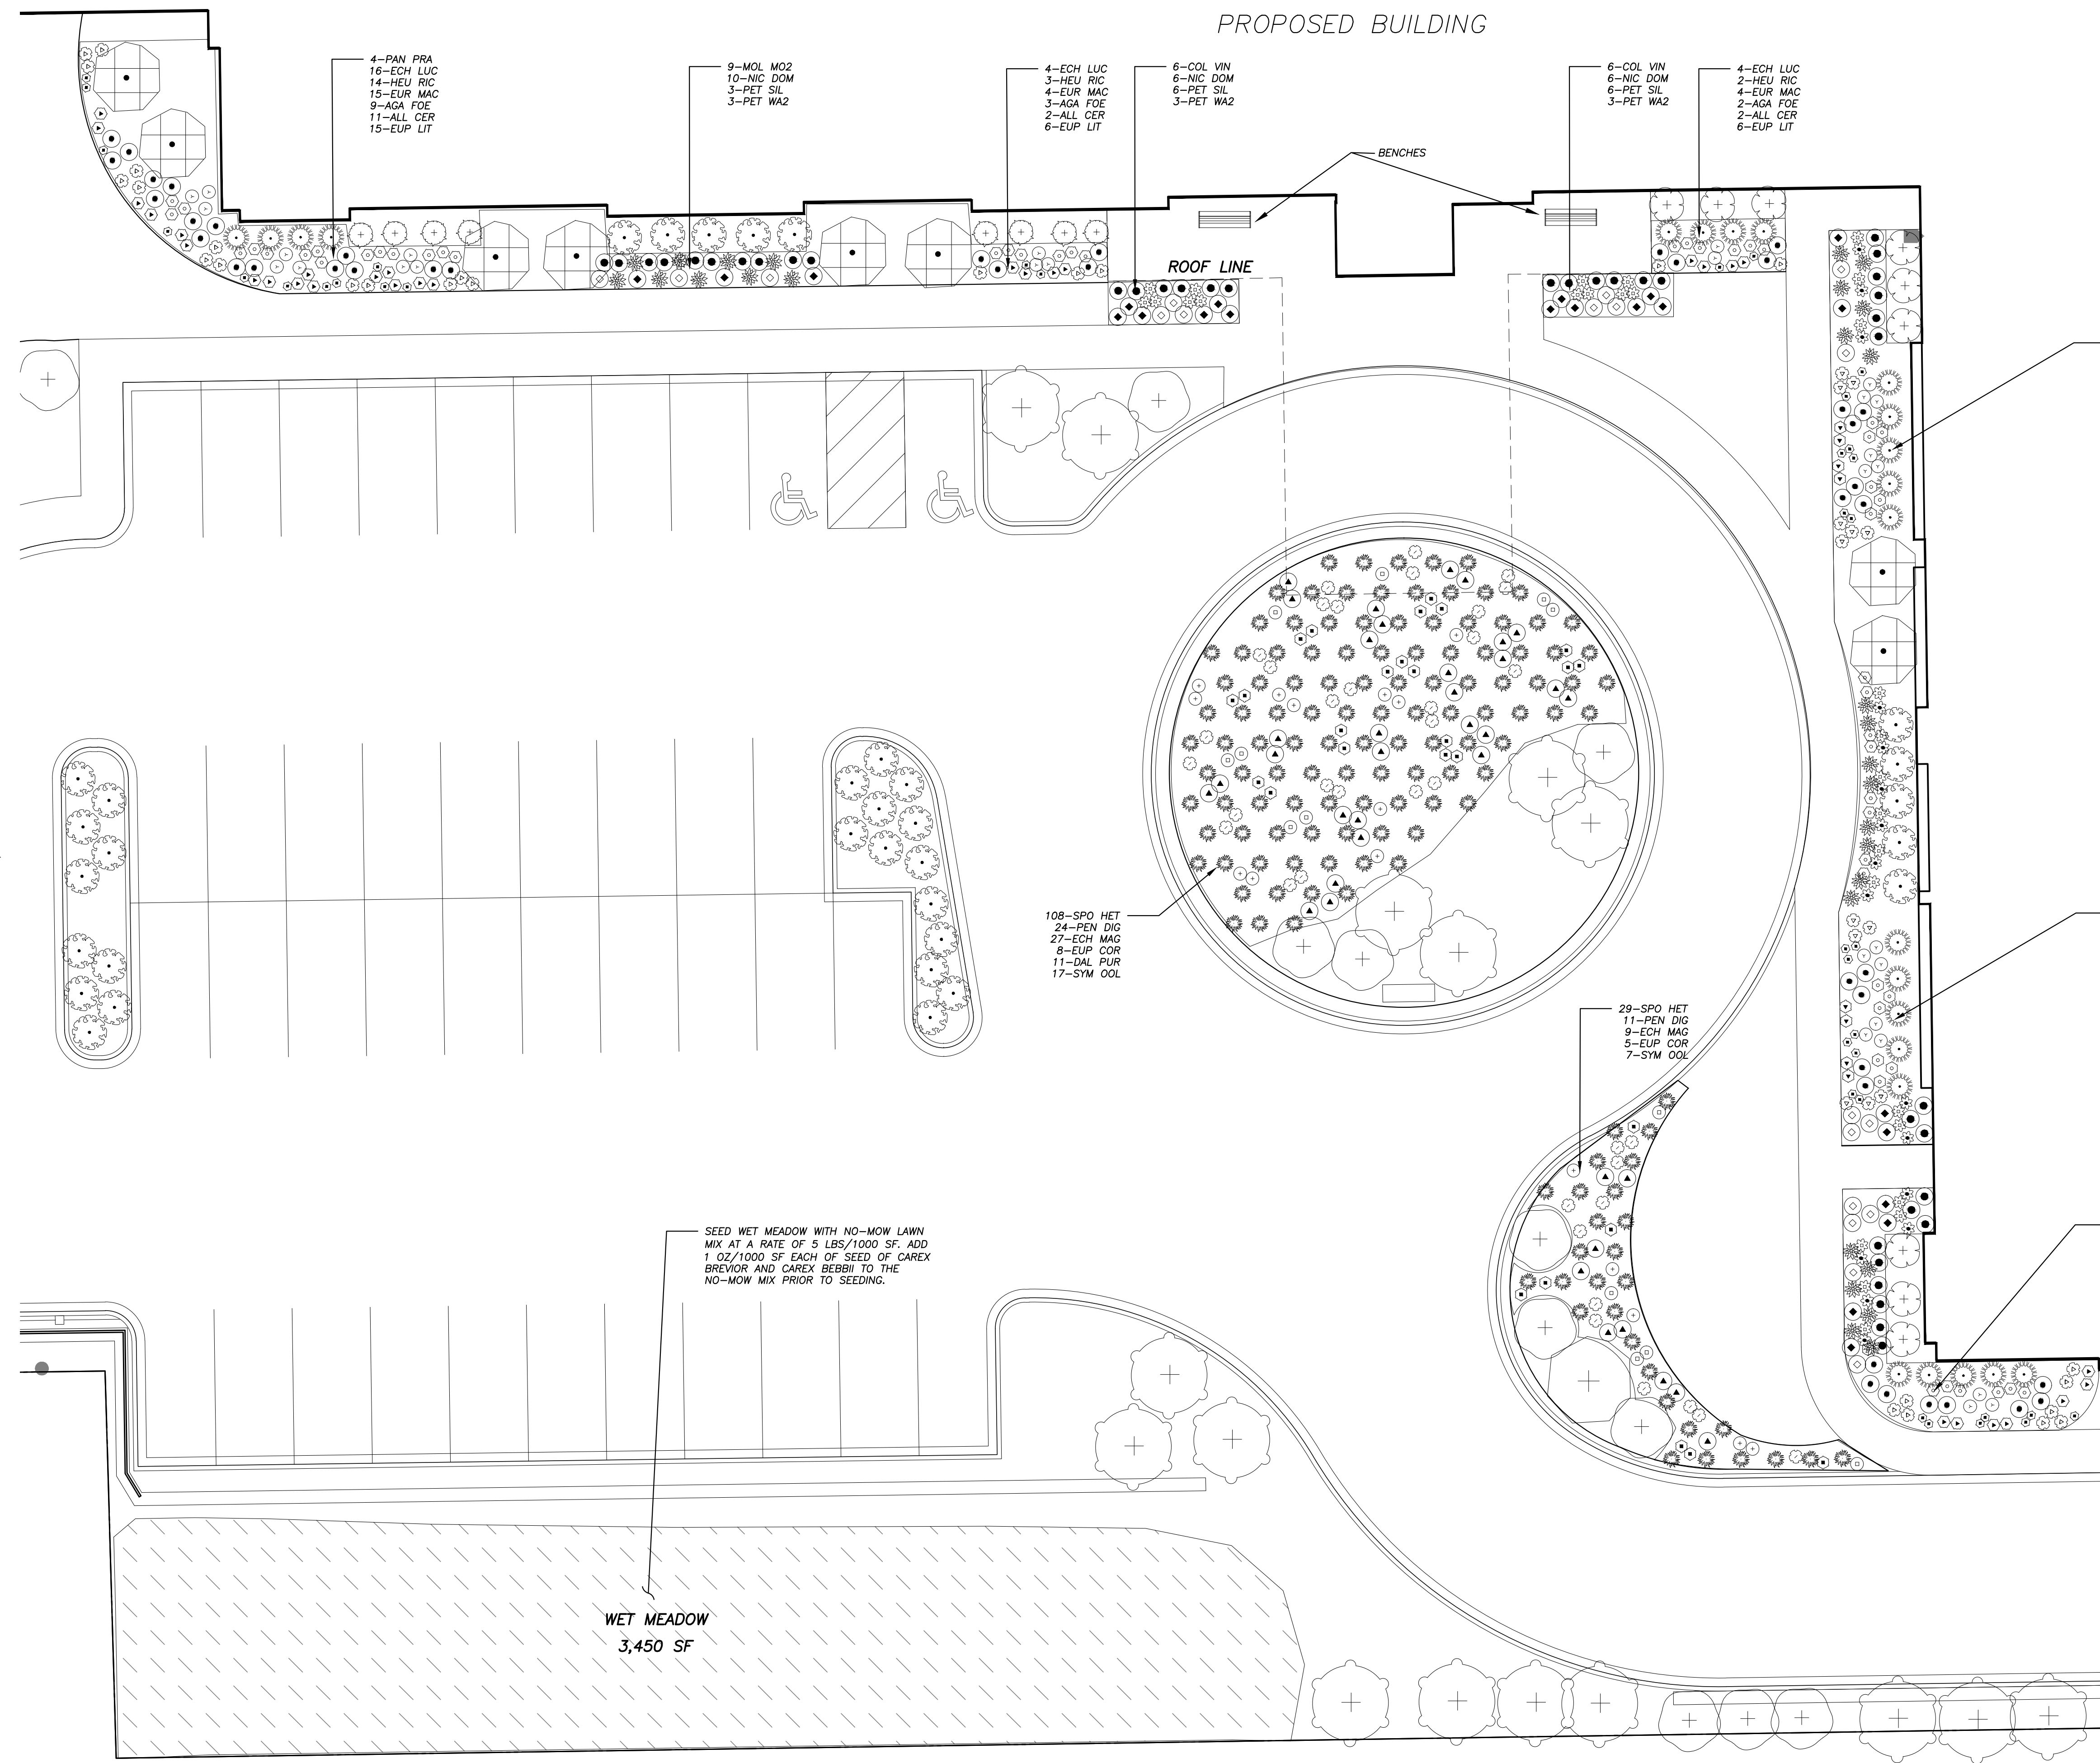 PROPOSED BUILDING
4-PAN PRA
16-ECH LUC
14-HEU RIC
15-EUR MAC
9-AGA FOE
11-ALL CER
15-EUP LIT
9-MOL MO2
10-NIC DOM
3-PET SIL
3-PET WA2
4-ECH LUC
3-HEU RIC
4-EUR MAC
3-AGA FOE
2-ALL CER
6-EUP LIT
6-COL VIN
6-NIC DOM
6-PET SIL
3-PET WA2
6-COL VIN
6-NIC DOM
6-PET SIL
3-PET WA2
4-ECH LUC
2-HEU RIC
4-EUR MAC
2-AGA FOE
2-ALL CER
6-EUP LIT
BENCHES
ROOF LINE
108-SPO HET
24-PEN DIG
27-ECH MAG
8-EUP COR
11-DAL PUR
17-SYM OOL
29-SPO HET
11-PEN DIG
9-ECH MAG
5-EUP COR
7-SYM OOL
SEED WET MEADOW WITH NO-MOW LAWN
MIX AT A RATE OF 5 LBS/1000 SF. ADD
1 OZ/1000 SF EACH OF SEED OF CAREX
BREVIOR AND CAREX BEBBII TO THE
NO-MOW MIX PRIOR TO SEEDING.
WET MEADOW
3,450 SF